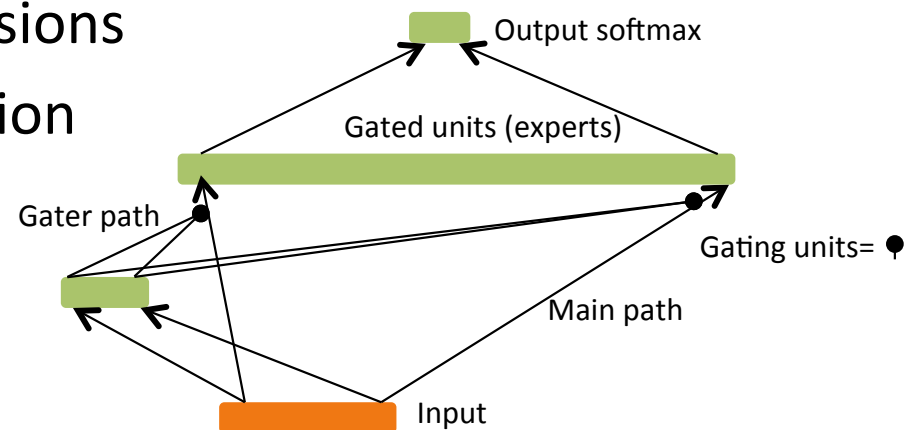 sions
Output softmax
ion
Gated units (experts)
Gater path
Gating units=
Main path
Input